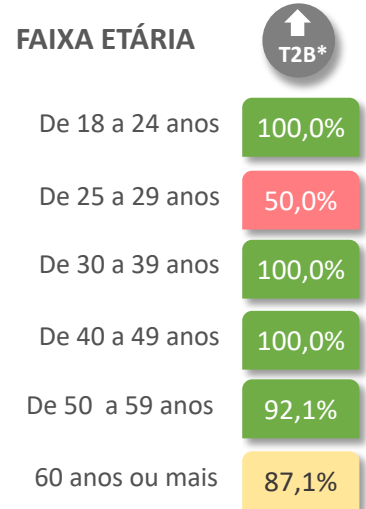 FAIXA ETÁRIA T2B*
De 18 a 24 anos 100,0%
De 25 a 29 anos 50,0%
De 30 a 39 anos 100,0%
De 40 a 49 anos 100,0%
De 50 a 59 anos 92,1%
60 anos ou mais 87,1%